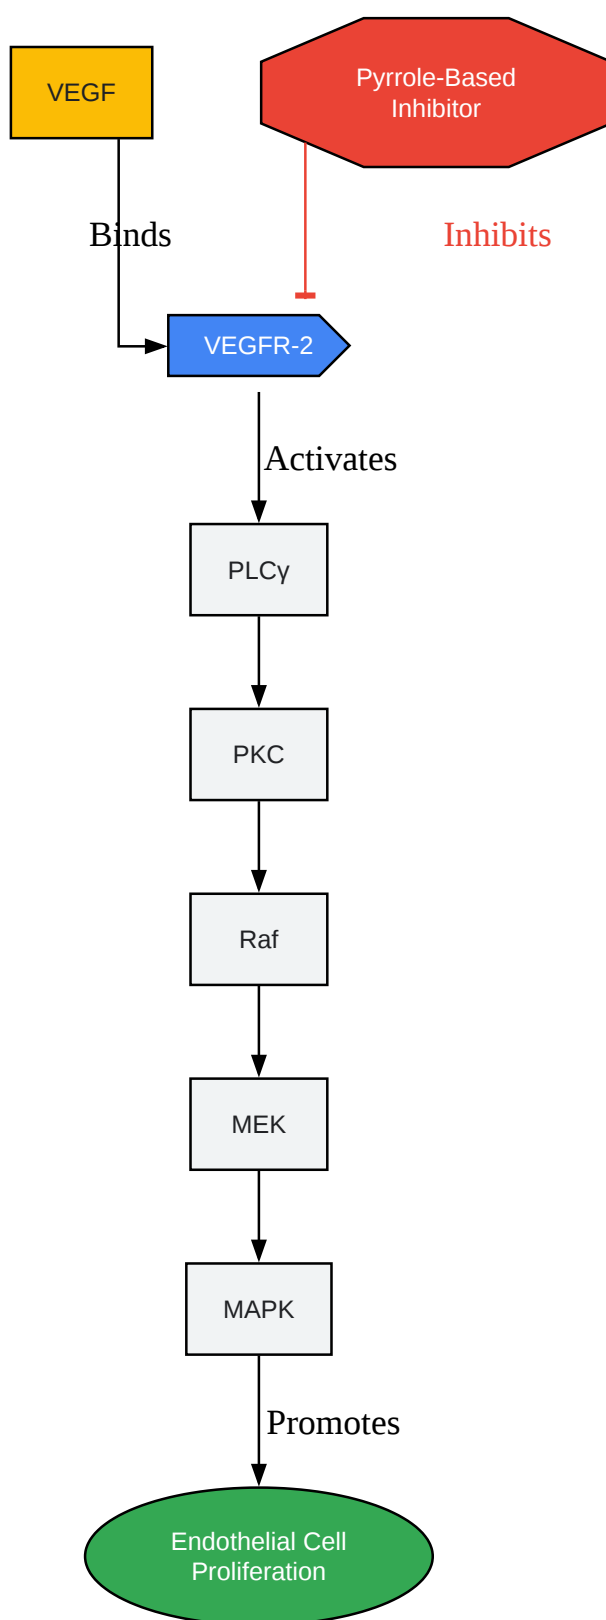 VEGF
Pyrrole-Based
Inhibitor
Binds
Inhibits
VEGFR-2
Activates
PLCγ
PKC
Raf
MEK
MAPK
Promotes
Endothelial Cell
Proliferation